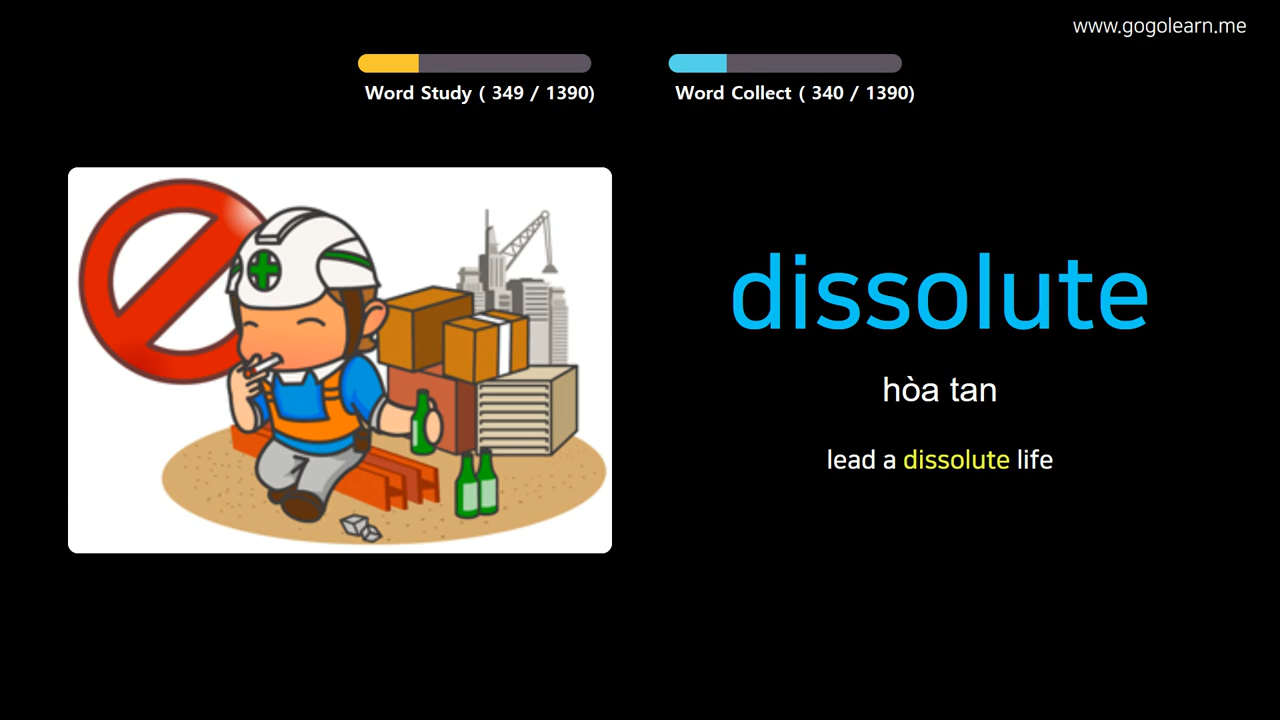 www.gogolearn.me
Word Study ( 349 / 1390)
Word Collect ( 340 / 1390)
dissolute
hòa tan
lead a dissolute life